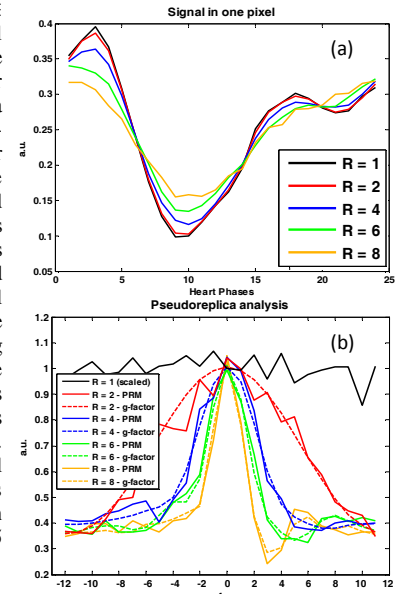 Signal in one pixel
0.4
0.35
0.3
0.25
0.2
0.15
0.1
0.05
a.u.
(a)
R = 1
R = 2
R = 4
R = 6
R = 8
0 5 10 15 20 25
Heart Phases
Pseudoreplica analysis
1.2
1.1
1
0.9
0.8
0.7
0.6
0.5
0.4
0.3
0.2
a.u.
(b)
R = 1 (scaled)
R = 2 - PRM
R = 2 - g-factor
R = 4 - PRM
R = 4 - g-factor
R = 6 - PRM
R = 6 - g-factor
R = 8 - PRM
R = 8 - g-factor
-12 -10 -8 -6 -4 -2 0 2 4 6 8 10 12